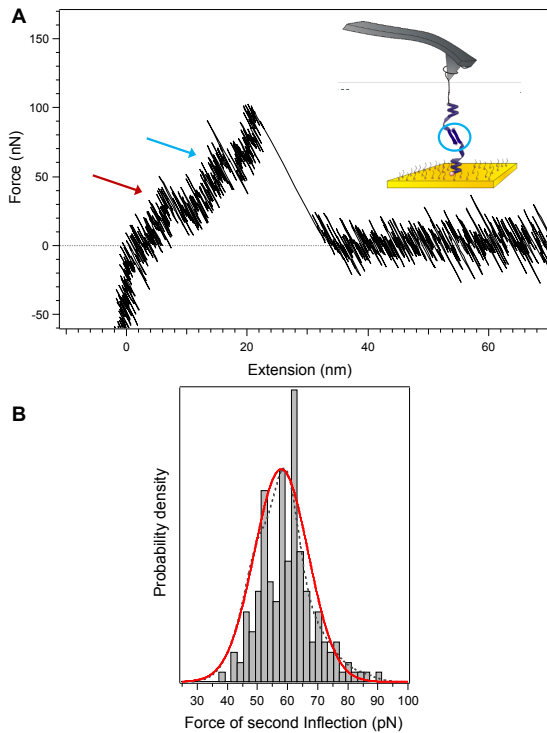 A
150
100
50
0
-50
Force (nN)
0
20
40
60
Extension (nm)
B
Probability density
30
40
50
60
70
80
90
100
Force of second Inflection (pN)